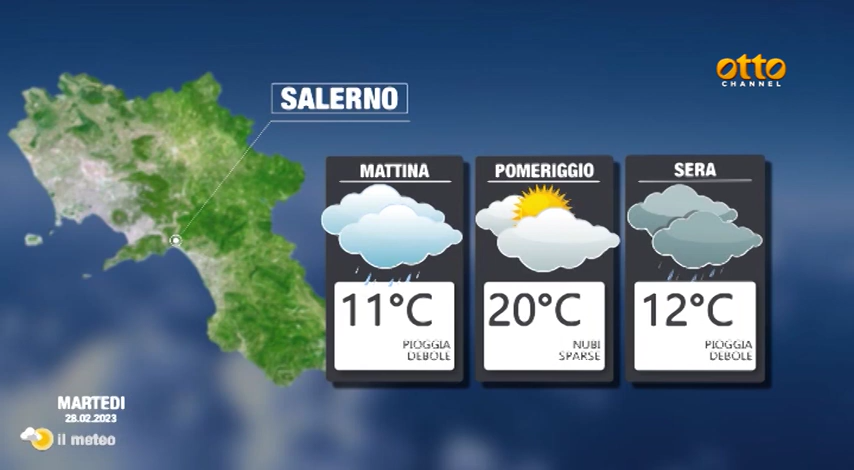 otto
CHANNEL
SALERNO
MATTINA
11°C
PIOGGIA
DEBOLE
POMERIGGIO
20°C
NUBI
SPARSE
SERA
12°C
PIOGGIA
DEBOLE
MARTEDI
28.02.2023
il meteo